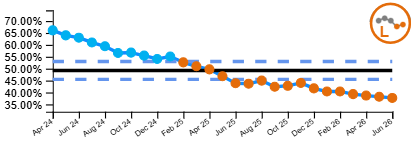 70.00%
65.00%
60.00%
55.00%
50.00%
45.00%
40.00%
35.00%
Apr 24
Jun 24
Aug 24
Oct 24
Dec 24
Feb 25
Apr 25
Jun 25
Aug 25
Oct 25
Dec 25
Feb 26
Apr 26
Jun 26
L